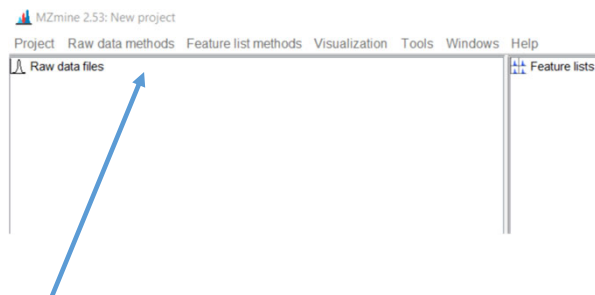 MZmine 2.53: New project
Project Raw data methods Feature list methods Visualization Tools Windows Help
Raw data files Feature lists